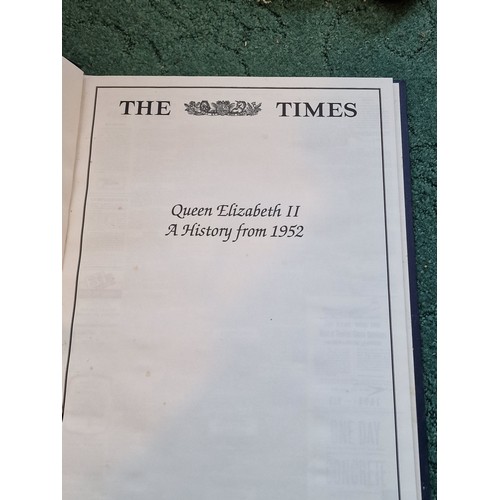 THE TIMES
Queen Elizabeth II
A History from 1952